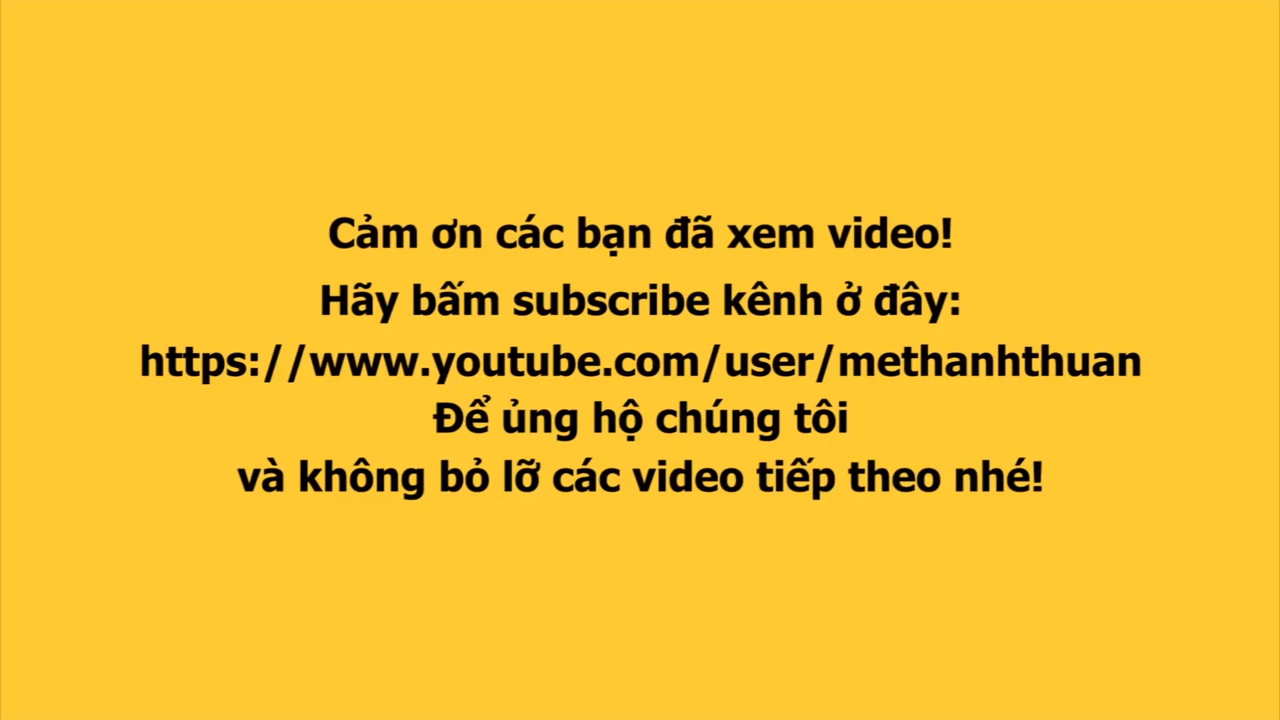 Cảm ơn các bạn đã xem video!
Hãy bấm subscribe kênh ở đây:
https://www.youtube.com/user/methanhthuan
Để ủng hộ chúng tôi
và không bỏ lỡ các video tiếp theo nhé!